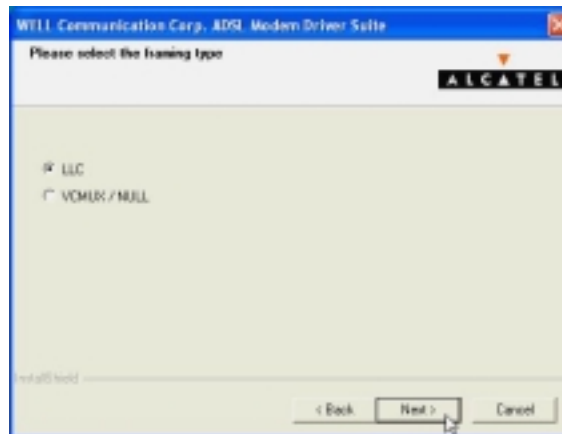 WELL Communication Corp. ADSL Modem Driver Suite
Please select the framing type
ALCATEL
LLC
VCMUX / NULL
InstallShield
< Back
Next >
Cancel